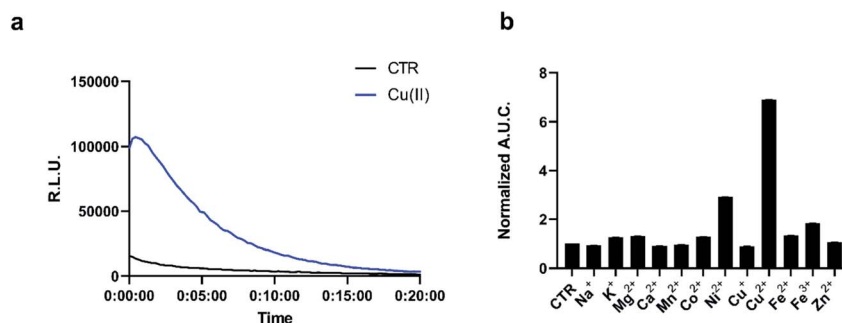 a
CTR
Cu(II)
150000
100000
50000
0
R.L.U.
0:00:00
0:05:00
0:10:00
0:15:00
0:20:00
Time
b
8
6
4
2
0
Normalized A.U.C.
CTR
Na⁺
K⁺
Mg²⁺
Ca²⁺
Mn²⁺
Co²⁺
Ni²⁺
Cu⁺
Cu²⁺
Fe²⁺
Fe³⁺
Zn²⁺